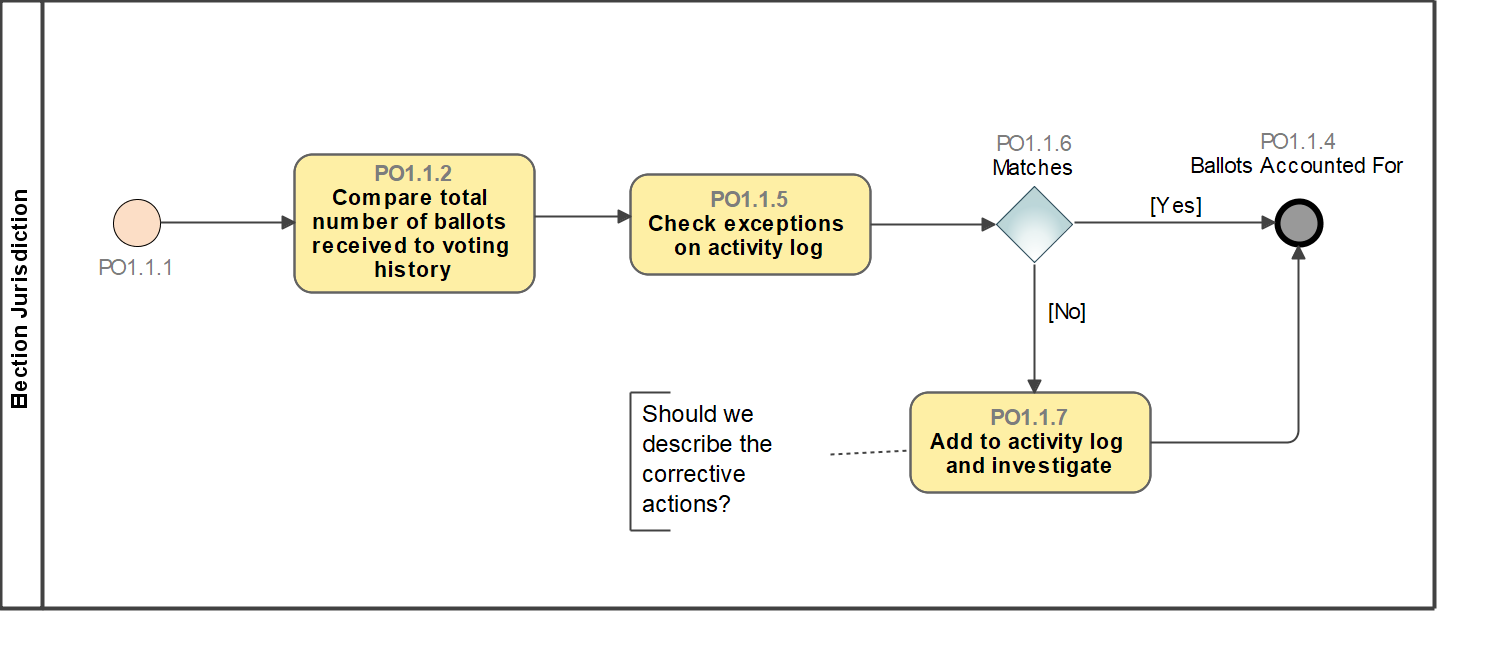 Election Jurisdiction
PO1.1.1
PO1.1.2
Compare total
number of ballots
received to voting
history
PO1.1.5
Check exceptions
on activity log
PO1.1.6
Matches
[Yes]
PO1.1.4
Ballots Accounted For
[No]
Should we
describe the
corrective
actions?
PO1.1.7
Add to activity log
and investigate